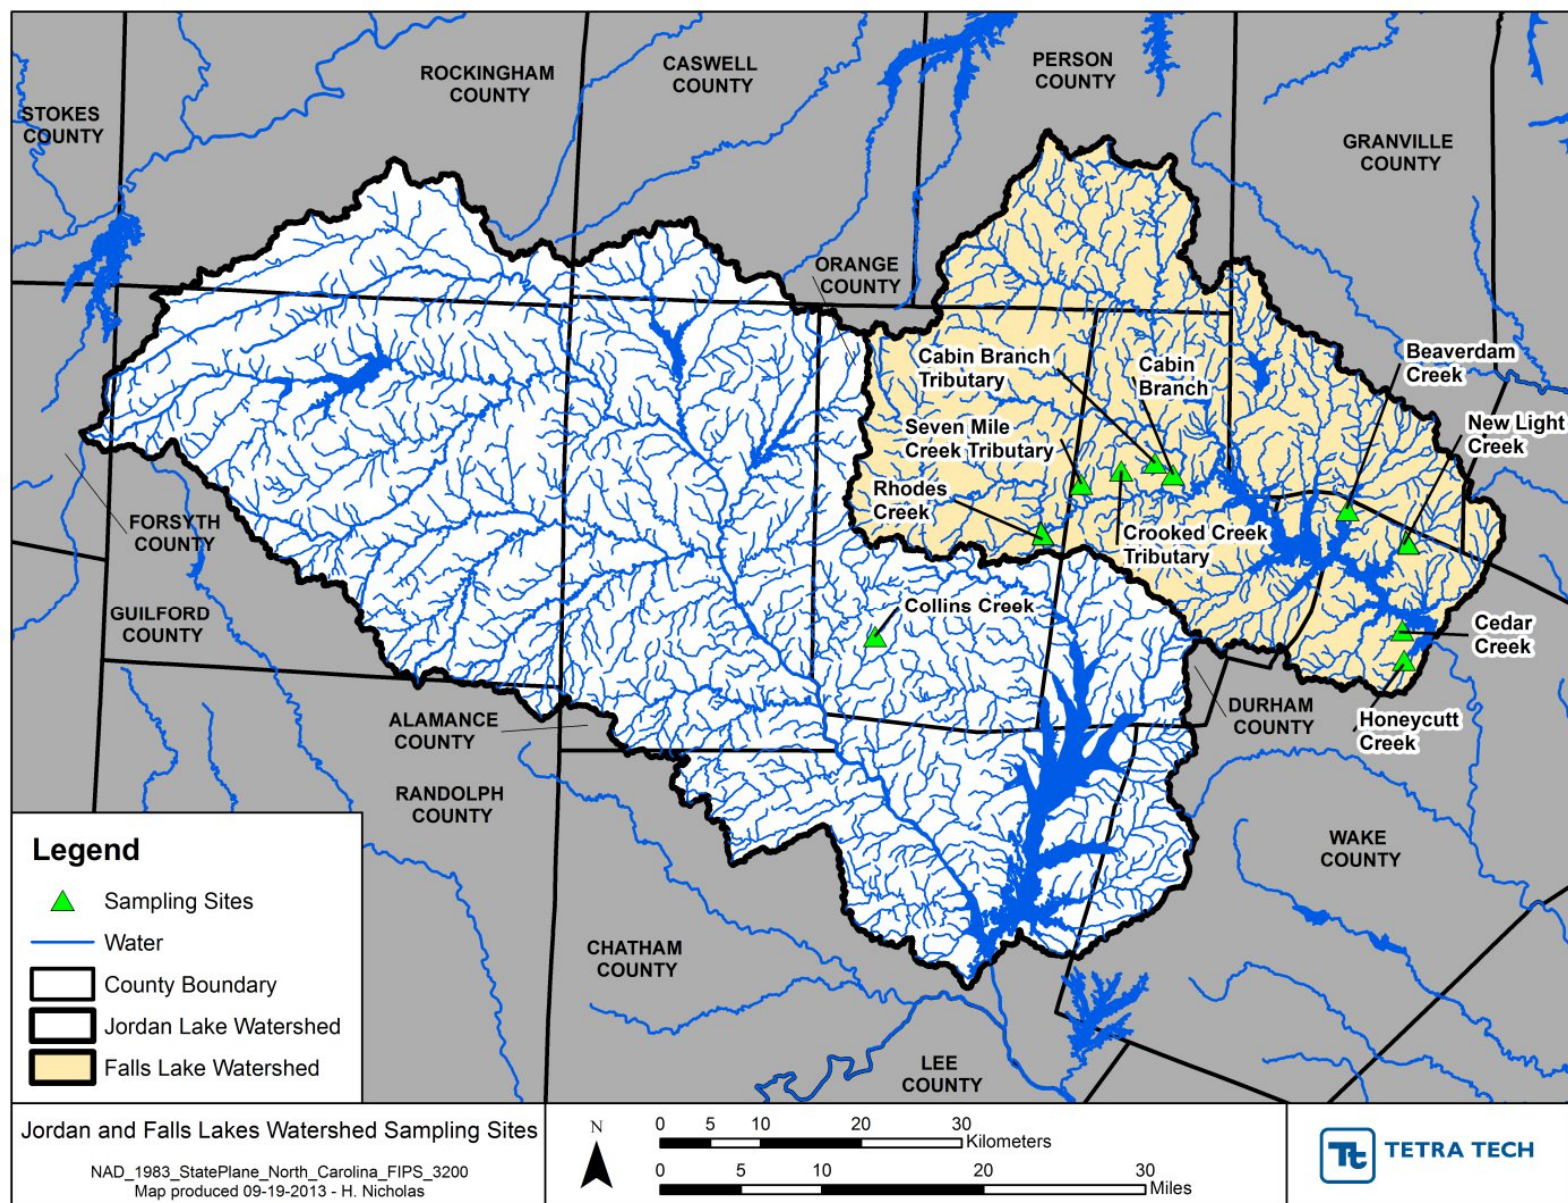 STOKES
COUNTY
ROCKINGHAM
COUNTY
CASWELL
COUNTY
PERSON
COUNTY
GRANVILLE
COUNTY
ORANGE
COUNTY
Cabin Branch
Tributary
Cabin
Branch
Beaverdam
Creek
Seven Mile
Creek Tributary
New Light
Creek
Rhodes
Creek
Crooked Creek
Tributary
FORSYTH
COUNTY
GUILFORD
COUNTY
Collins Creek
Cedar
Creek
ALAMANCE
COUNTY
DURHAM
COUNTY
Honeycutt
Creek
RANDOLPH
COUNTY
WAKE
COUNTY
CHATHAM
COUNTY
LEE
COUNTY
Legend
Sampling Sites
Water
County Boundary
Jordan Lake Watershed
Falls Lake Watershed
Jordan and Falls Lakes Watershed Sampling Sites
NAD_1983_StatePlane_North_Carolina_FIPS_3200
Map produced 09-19-2013 - H. Nicholas
N
0 5 10 20 30
Kilometers
0 5 10 20 30
Miles
Tt TETRA TECH